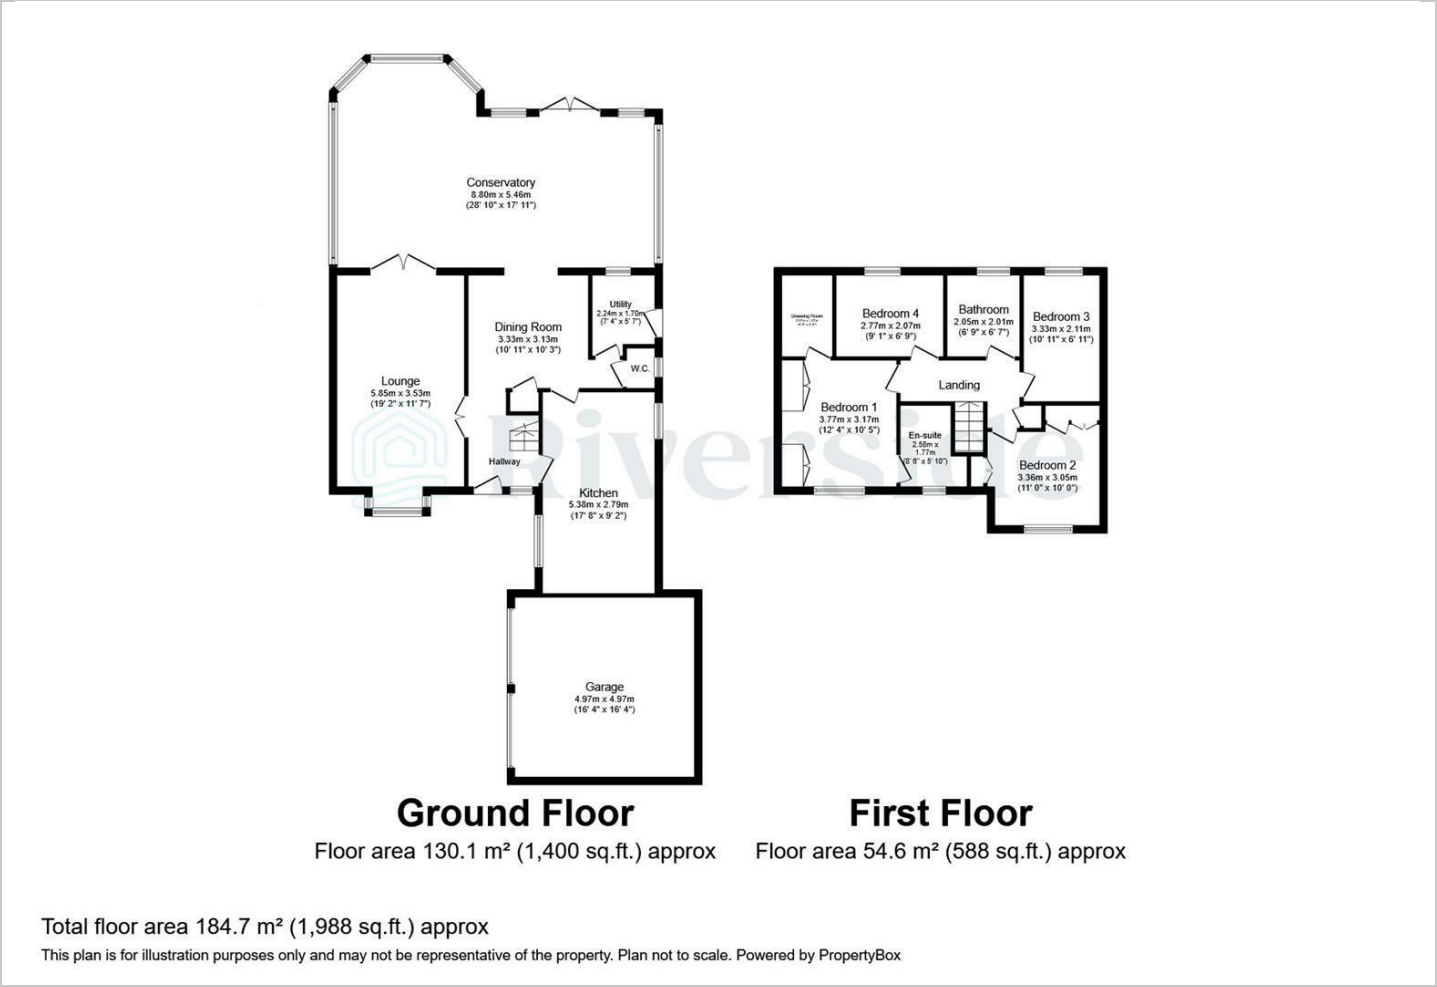 Conservatory
8.80m x 5.46m
(28' 10" x 17' 11")
Utility
2.24m x 1.70m
(7' 4" x 5' 7")
Dining Room
3.33m x 3.13m
(10' 11" x 10' 3")
W.C.
Lounge
5.85m x 3.53m
(19' 2" x 11' 7")
Hallway
Kitchen
5.38m x 2.79m
(17' 8" x 9' 2")
Garage
4.97m x 4.97m
(16' 4" x 16' 4")
Dressing Room
Bedroom 4
2.77m x 2.07m
(9' 1" x 6' 9")
Bathroom
2.05m x 2.01m
(6' 9" x 6' 7")
Bedroom 3
3.33m x 2.11m
(10' 11" x 6' 11")
Landing
Bedroom 1
3.77m x 3.17m
(12' 4" x 10' 5")
En-suite
2.58m x
1.77m
(8' 6" x 5' 10")
Bedroom 2
3.36m x 3.05m
(11' 0" x 10' 0")
Riverside
Ground Floor
Floor area 130.1 m² (1,400 sq.ft.) approx
First Floor
Floor area 54.6 m² (588 sq.ft.) approx
Total floor area 184.7 m² (1,988 sq.ft.) approx
This plan is for illustration purposes only and may not be representative of the property. Plan not to scale. Powered by PropertyBox